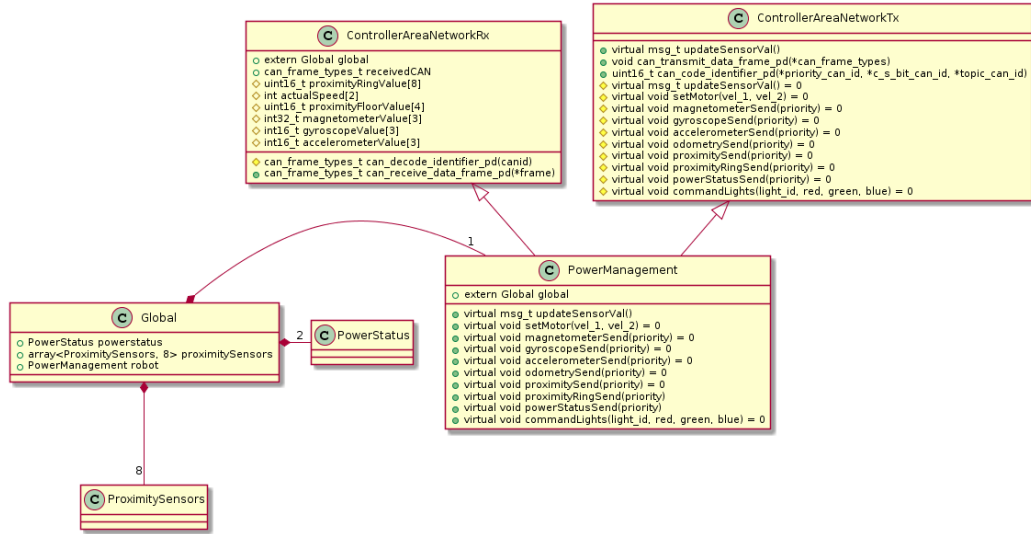 C ControllerAreaNetworkRx
extern Global global
can_frame_types_t receivedCAN
uint16_t proximityRingValue[8]
int actualSpeed[2]
uint16_t proximityFloorValue[4]
int32_t magnetometerValue[3]
int16_t gyroscopeValue[3]
int16_t accelerometerValue[3]
can_frame_types_t can_decode_identifier_pd(canid)
can_frame_types_t can_receive_data_frame_pd(*frame)
C ControllerAreaNetworkTx
virtual msg_t updateSensorVal()
void can_transmit_data_frame_pd(*can_frame_types)
uint16_t can_code_identifier_pd(*priority_can_id, *c_s_bit_can_id, *topic_can_id)
virtual msg_t updateSensorVal() = 0
virtual void setMotor(vel_1, vel_2) = 0
virtual void magnetometerSend(priority) = 0
virtual void gyroscopeSend(priority) = 0
virtual void accelerometerSend(priority) = 0
virtual void odometrySend(priority) = 0
virtual void proximitySend(priority) = 0
virtual void proximityRingSend(priority) = 0
virtual void powerStatusSend(priority) = 0
virtual void commandLights(light_id, red, green, blue) = 0
1
C PowerManagement
extern Global global
virtual msg_t updateSensorVal()
virtual void setMotor(vel_1, vel_2) = 0
virtual void magnetometerSend(priority) = 0
virtual void gyroscopeSend(priority) = 0
virtual void accelerometerSend(priority) = 0
virtual void odometrySend(priority) = 0
virtual void proximitySend(priority) = 0
virtual void proximityRingSend(priority)
virtual void powerStatusSend(priority)
virtual void commandLights(light_id, red, green, blue) = 0
C Global
PowerStatus powerstatus
array<ProximitySensors, 8> proximitySensors
PowerManagement robot
2
C PowerStatus
8
C ProximitySensors